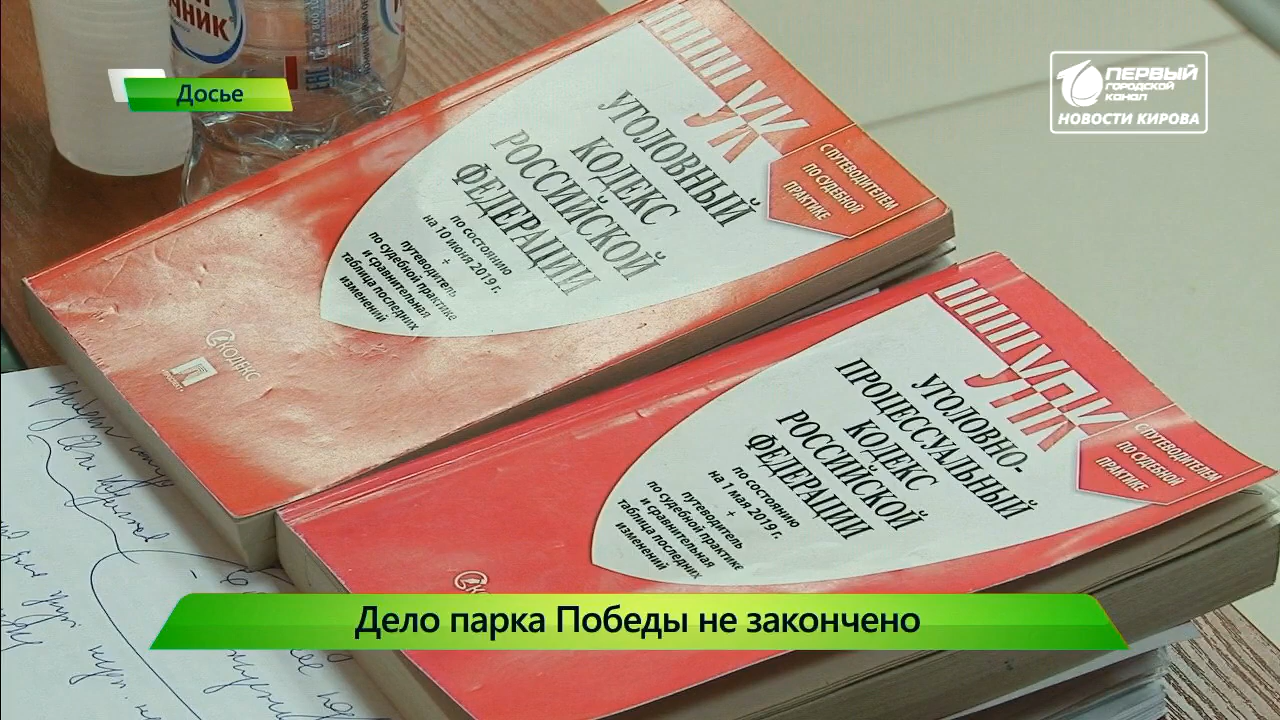 Досье
ПЕРВЫЙ
ГОРОДСКОЙ
КАНАЛ
НОВОСТИ КИРОВА
УК
С ПУТЕВОДИТЕЛЕМ
ПО СУДЕБНОЙ
ПРАКТИКЕ
УГОЛОВНЫЙ
КОДЕКС
РОССИЙСКОЙ
ФЕДЕРАЦИИ
по состоянию
на 10 июня 2019 г.
+
путеводитель
по судебной практике
и сравнительная
таблица последних
изменений
КОДЕКС
ПРОСПЕКТ
УПК
С ПУТЕВОДИТЕЛЕМ
ПО СУДЕБНОЙ
ПРАКТИКЕ
УГОЛОВНО-
ПРОЦЕССУАЛЬНЫЙ
КОДЕКС
РОССИЙСКОЙ
ФЕДЕРАЦИИ
по состоянию
на 1 мая 2019 г.
+
путеводитель
по судебной практике
и сравнительная
таблица последних
изменений
Дело парка Победы не закончено